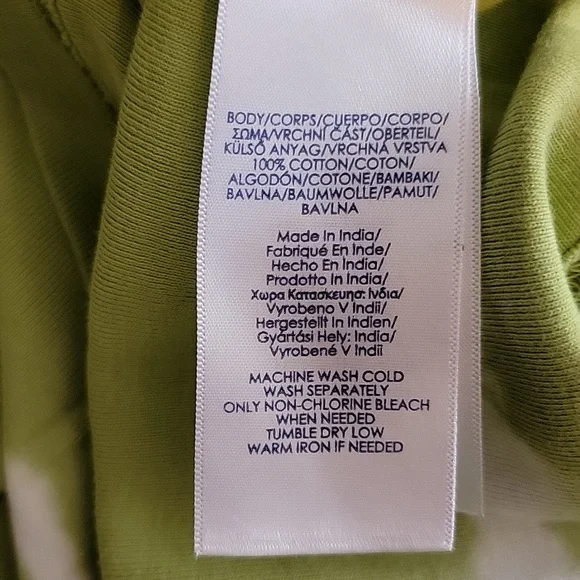 BODY/CORPS/CUERPO/CORPO/
ΣΩΜΑ/VRCHNÍ ČÁST/OBERTEIL/
KÜLSŐ ANYAG/VRCHNÁ VRSTVA
100% COTTON/COTON/
ALGODÓN/COTONE/BAMBAKI/
BAVLNA/BAUMWOLLE/PAMUT/
BAVLNA
Made In India/
Fabriqué En Inde/
Hecho En India/
Prodotto In India/
Χωρα Κατασκευησ: Ινδια/
Vyrobeno V Indii/
Hergestellt In Indien/
Gyártási Hely: India/
Vyrobené V Indii
MACHINE WASH COLD
WASH SEPARATELY
ONLY NON-CHLORINE BLEACH
WHEN NEEDED
TUMBLE DRY LOW
WARM IRON IF NEEDED